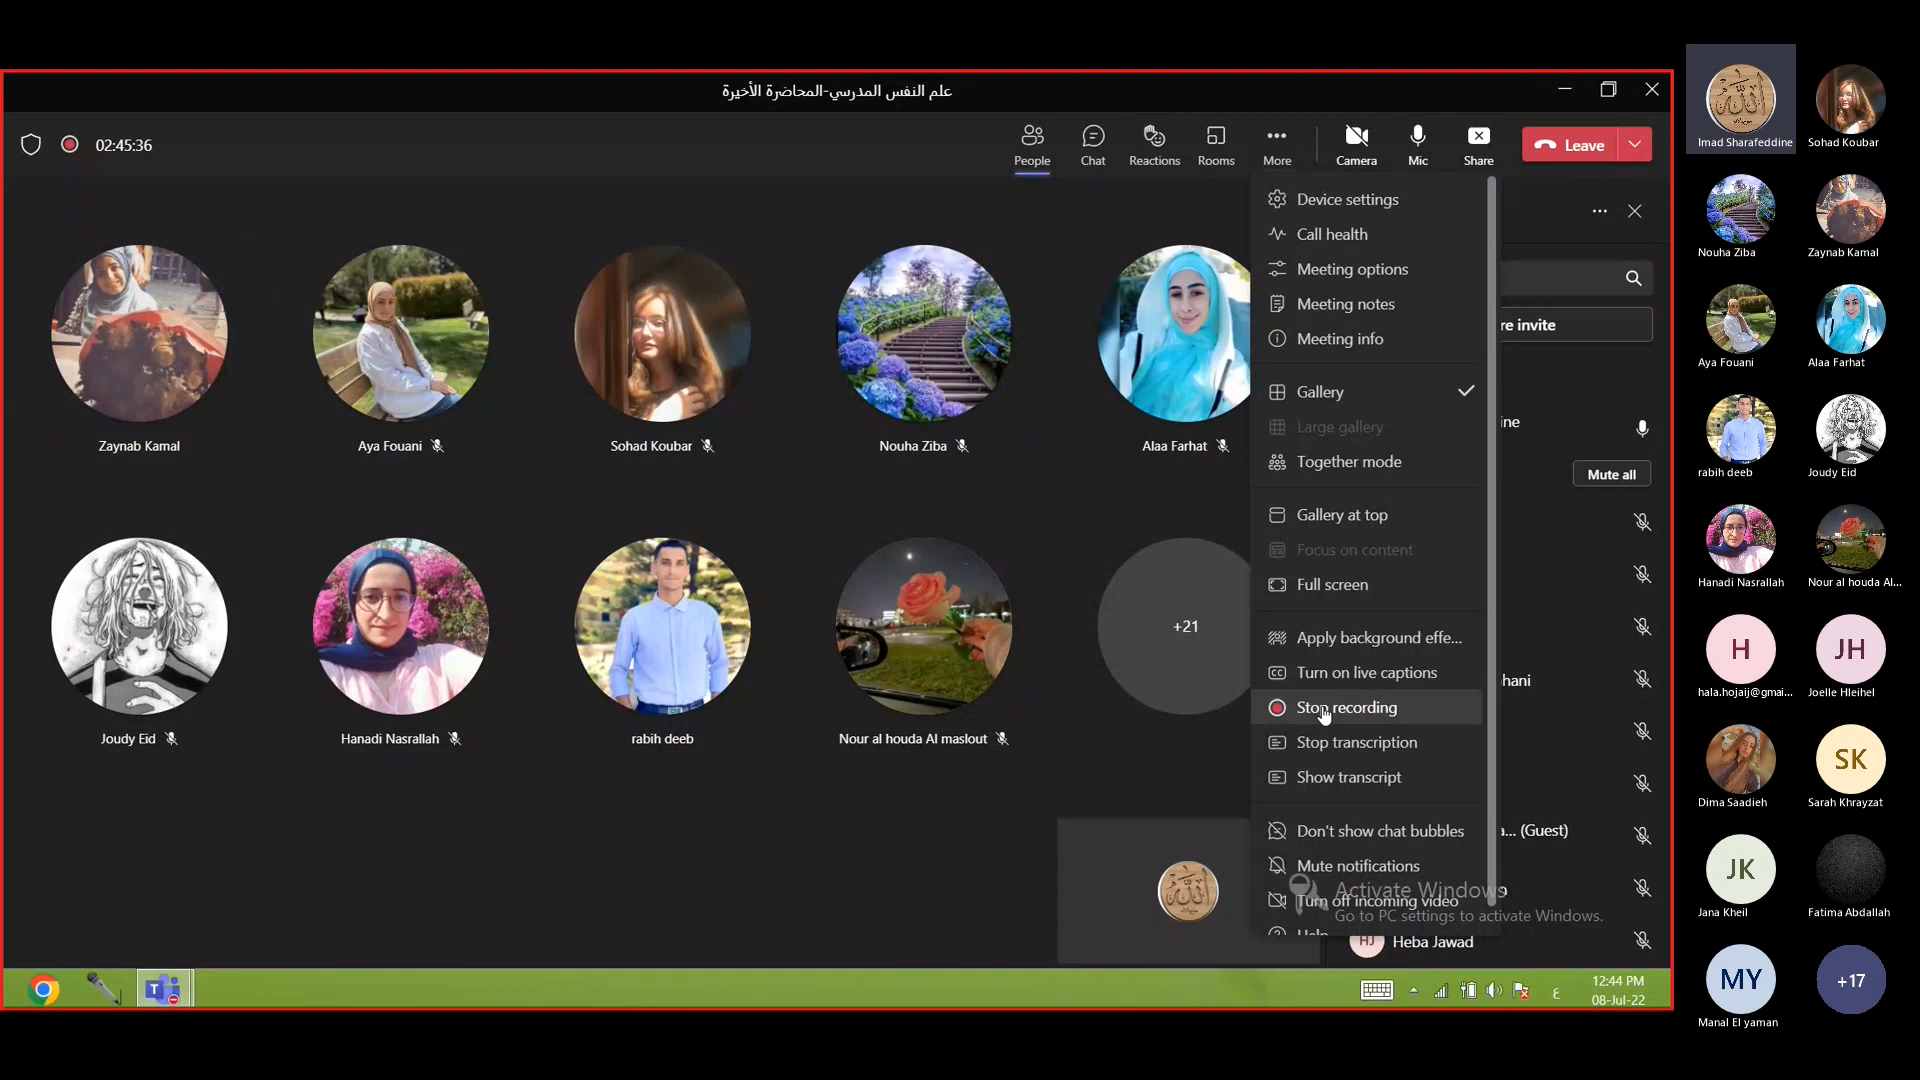 علم النفس المدرسي-المحاضرة الأخيرة
02:45:36
People
Chat
Reactions
Rooms
More
Camera
Mic
Share
Leave
Device settings
Call health
Meeting options
Meeting notes
Meeting info
Gallery
Large gallery
Together mode
Gallery at top
Focus on content
Full screen
Apply background effe...
Turn on live captions
Stop recording
Stop transcription
Show transcript
Don't show chat bubbles
Mute notifications
Turn off incoming video
Help
re invite
ine
Mute all
hani
a... (Guest)
HJ
Heba Jawad
Activate Windows
Go to PC settings to activate Windows.
Zaynab Kamal
Aya Fouani
Sohad Koubar
Nouha Ziba
Alaa Farhat
Joudy Eid
Hanadi Nasrallah
rabih deeb
Nour al houda Al maslout
+21
T
ع
12:44 PM
08-Jul-22
Imad Sharafeddine
Sohad Koubar
Nouha Ziba
Zaynab Kamal
Aya Fouani
Alaa Farhat
rabih deeb
Joudy Eid
Hanadi Nasrallah
Nour al houda Al...
H
JH
hala.hojaij@gmai...
Joelle Hleihel
SK
Dima Saadieh
Sarah Khrayzat
JK
Jana Kheil
Fatima Abdallah
MY
+17
Manal El yaman